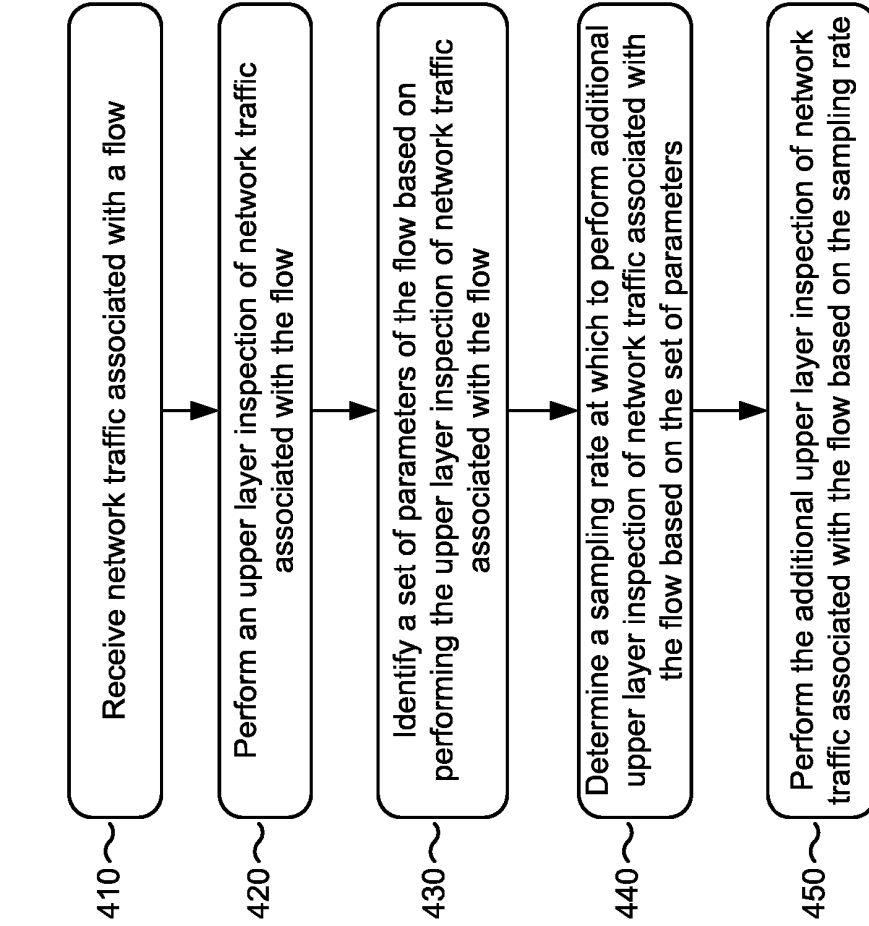 410
Receive network traffic associated with a flow
420
Perform an upper layer inspection of network traffic
associated with the flow
430
Identify a set of parameters of the flow based on
performing the upper layer inspection of network traffic
associated with the flow
440
Determine a sampling rate at which to perform additional
upper layer inspection of network traffic associated with
the flow based on the set of parameters
450
Perform the additional upper layer inspection of network
traffic associated with the flow based on the sampling rate